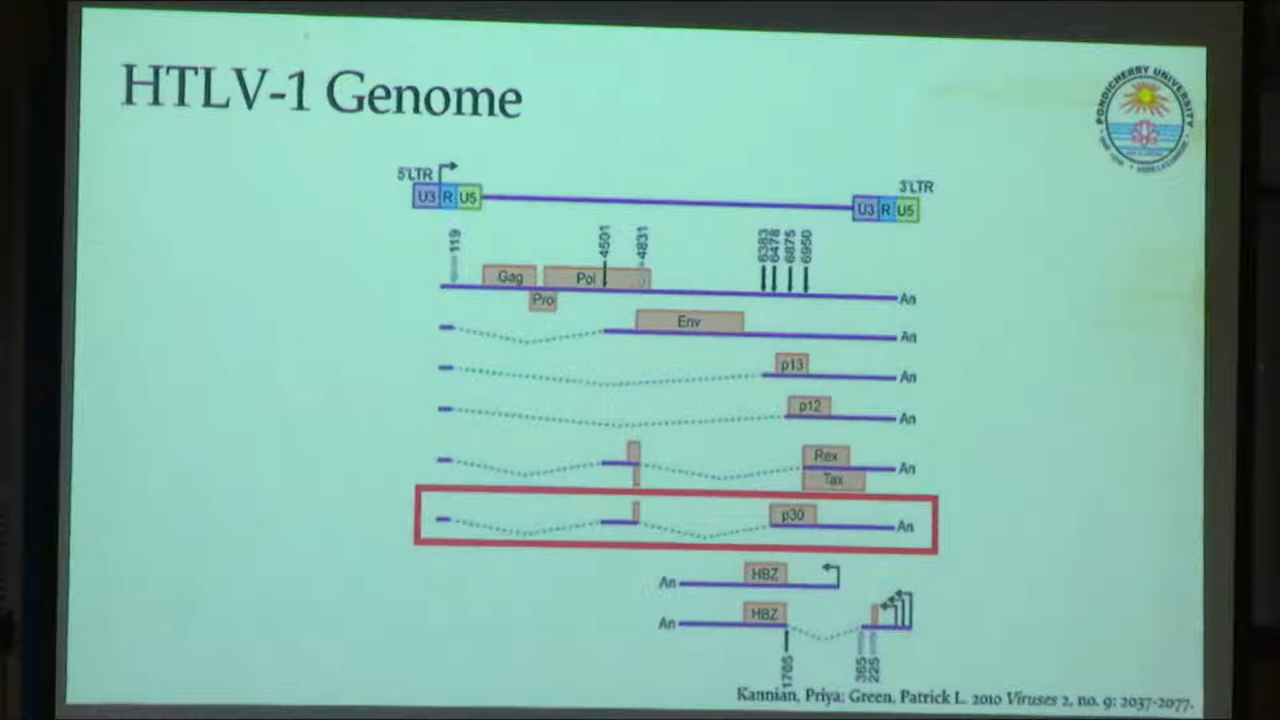 HTLV-1 Genome
PONDICHERRY UNIVERSITY
5'LTR
3'LTR
U3 R U5
U3 R U5
119
4501
4831
6383
6478
6875
6950
Gag
Pol
Pro
An
Env
An
p13
An
p12
An
Rex
An
Tax
p30
An
An
HBZ
An
HBZ
1765
365
225
Kannian, Priya; Green, Patrick L. 2010 Viruses 2, no. 9: 2037-2077.